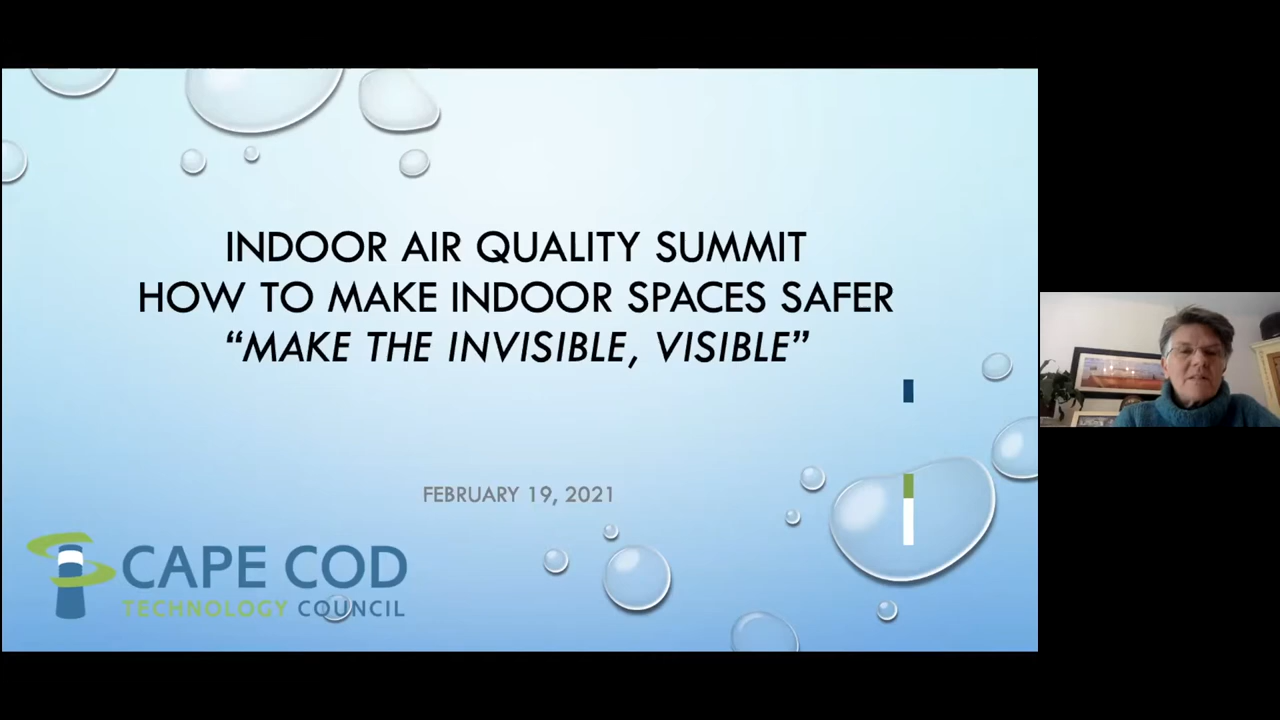 INDOOR AIR QUALITY SUMMIT
HOW TO MAKE INDOOR SPACES SAFER
“MAKE THE INVISIBLE, VISIBLE”
FEBRUARY 19, 2021
CAPE COD
TECHNOLOGY COUNCIL